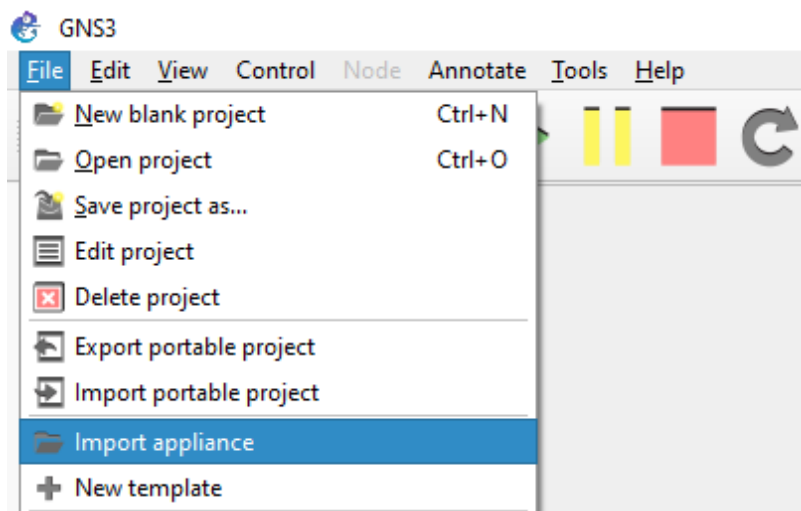 GNS3
File Edit View Control Node Annotate Tools Help
New blank project Ctrl+N
Open project Ctrl+O
Save project as...
Edit project
Delete project
Export portable project
Import portable project
Import appliance
New template